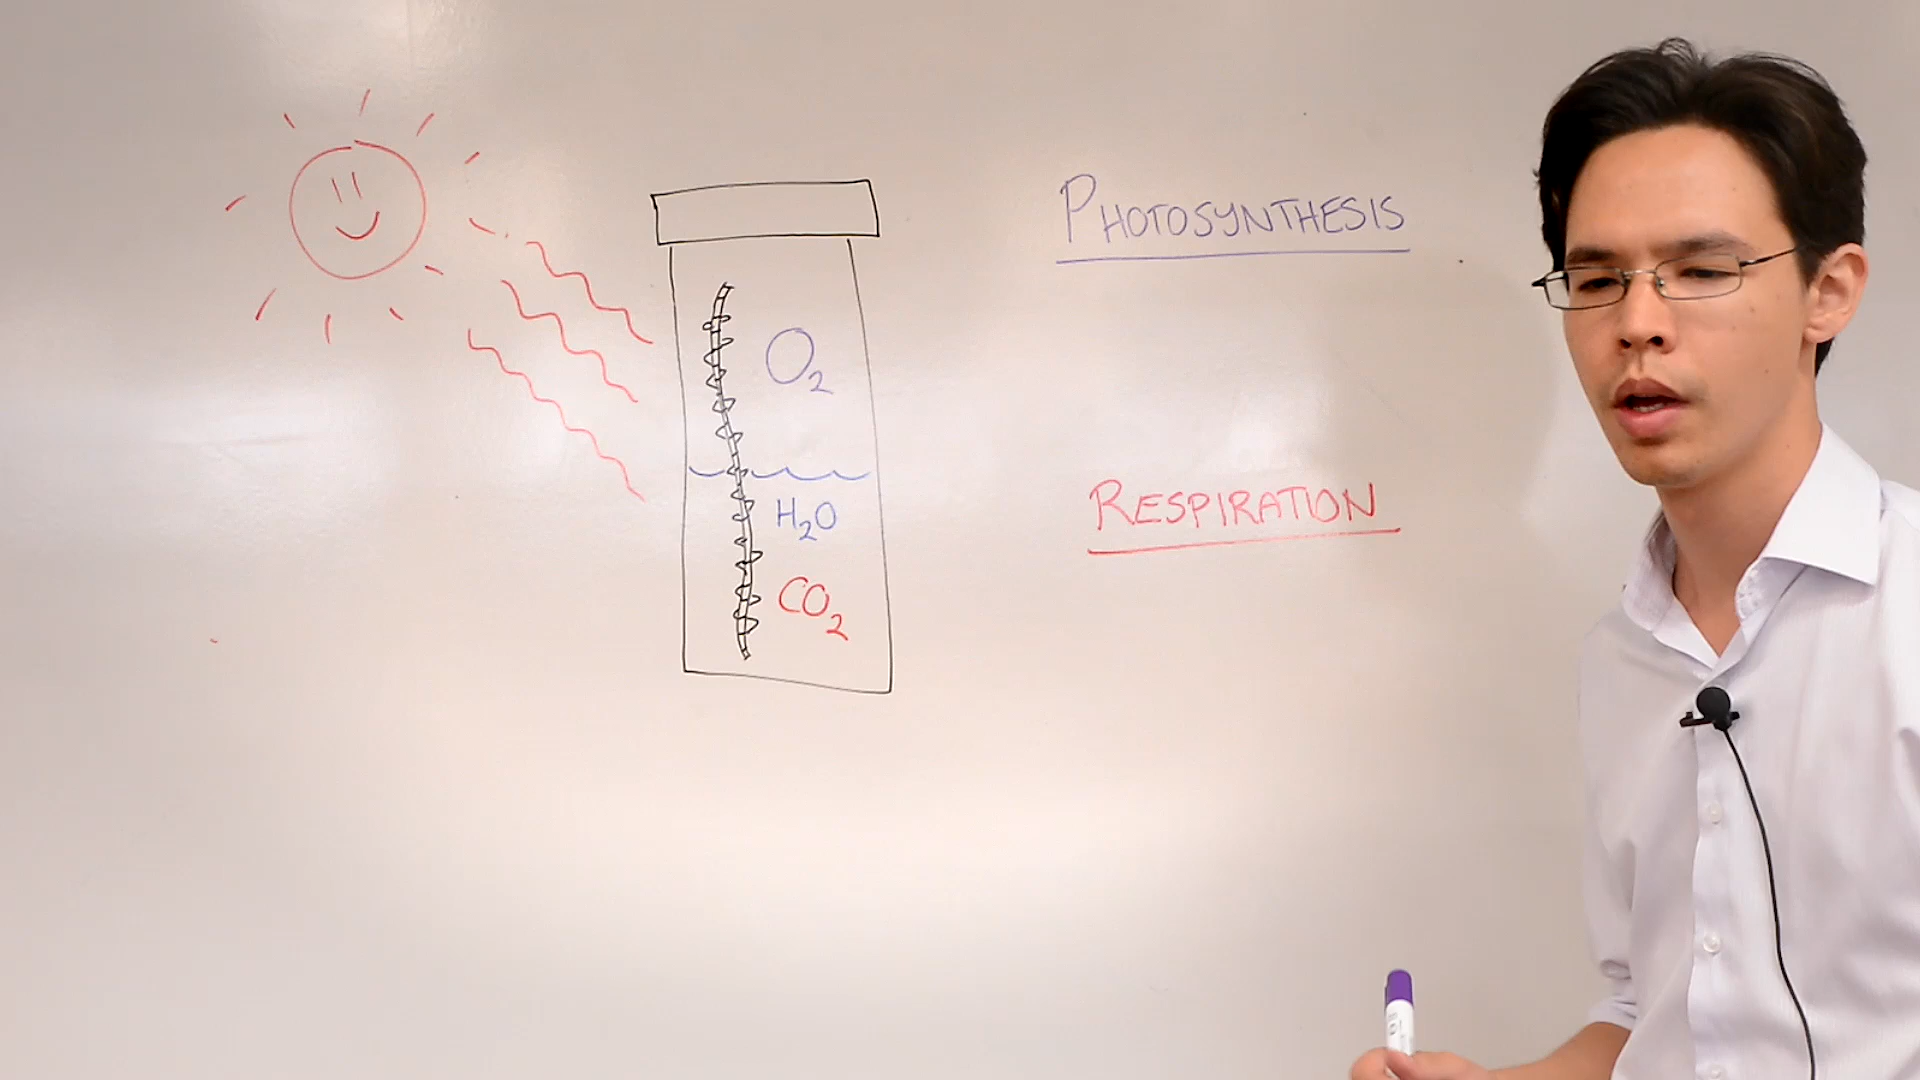 PHOTOSYNTHESIS
O₂
RESPIRATION
H₂O
CO₂